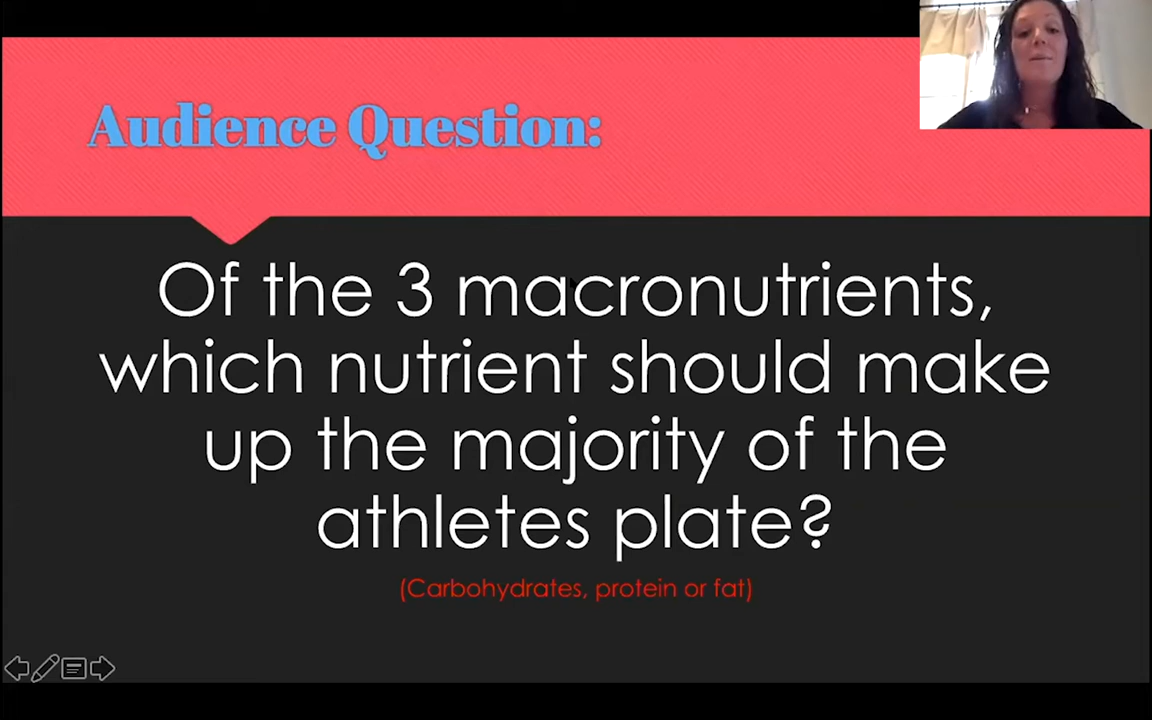 Audience Question:
Of the 3 macronutrients,
which nutrient should make
up the majority of the
athletes plate?
(Carbohydrates, protein or fat)